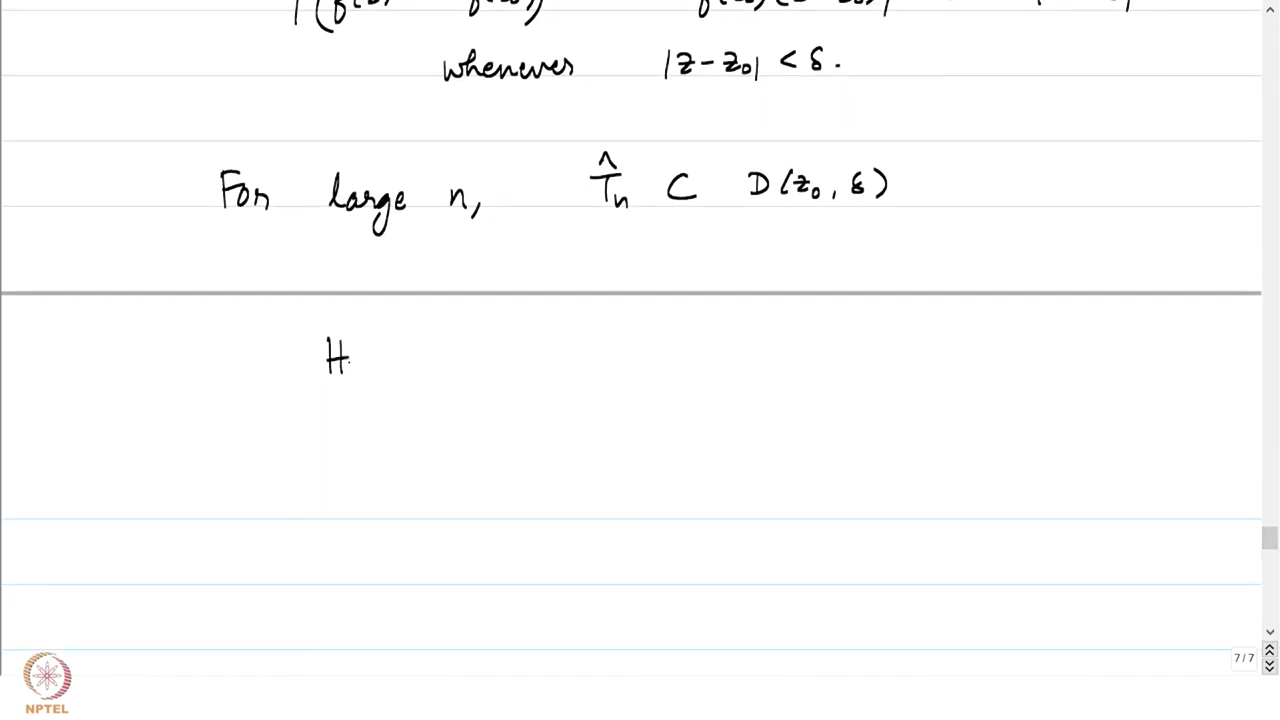 whenever |z-z₀| < δ.
For large n, T̂ₙ ⊂ D(z₀, δ)
H
7/7
NPTEL